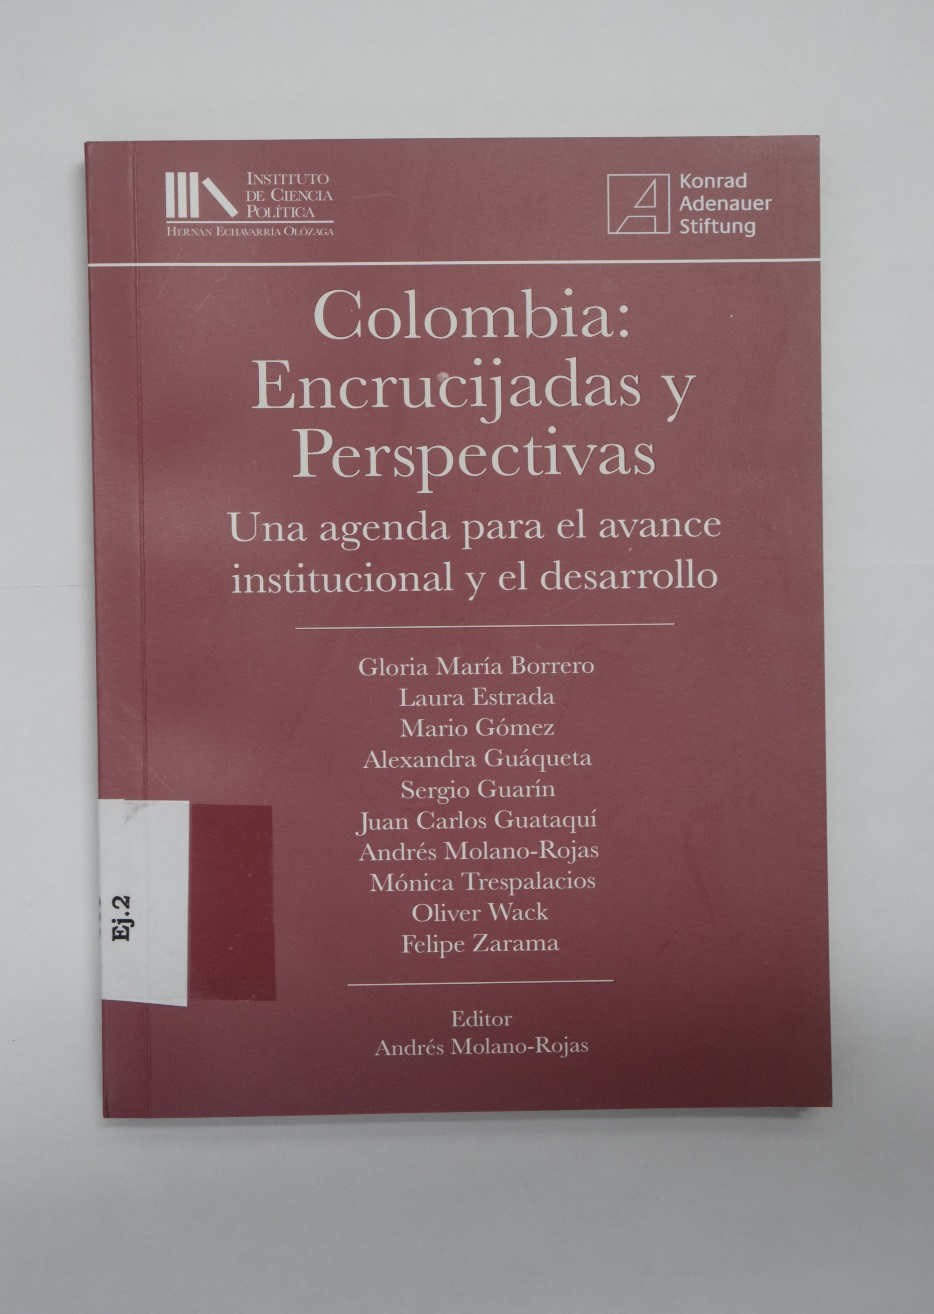 INSTITUTO
DE CIENCIA
POLÍTICA
HERNÁN ECHAVARRÍA OLÓZAGA
Konrad
Adenauer
Stiftung
Colombia:
Encrucijadas y
Perspectivas
Una agenda para el avance
institucional y el desarrollo
Gloria María Borrero
Laura Estrada
Mario Gómez
Alexandra Guáqueta
Sergio Guarín
Juan Carlos Guataquí
Andrés Molano-Rojas
Mónica Trespalacios
Oliver Wack
Felipe Zarama
Ej.2
Editor
Andrés Molano-Rojas